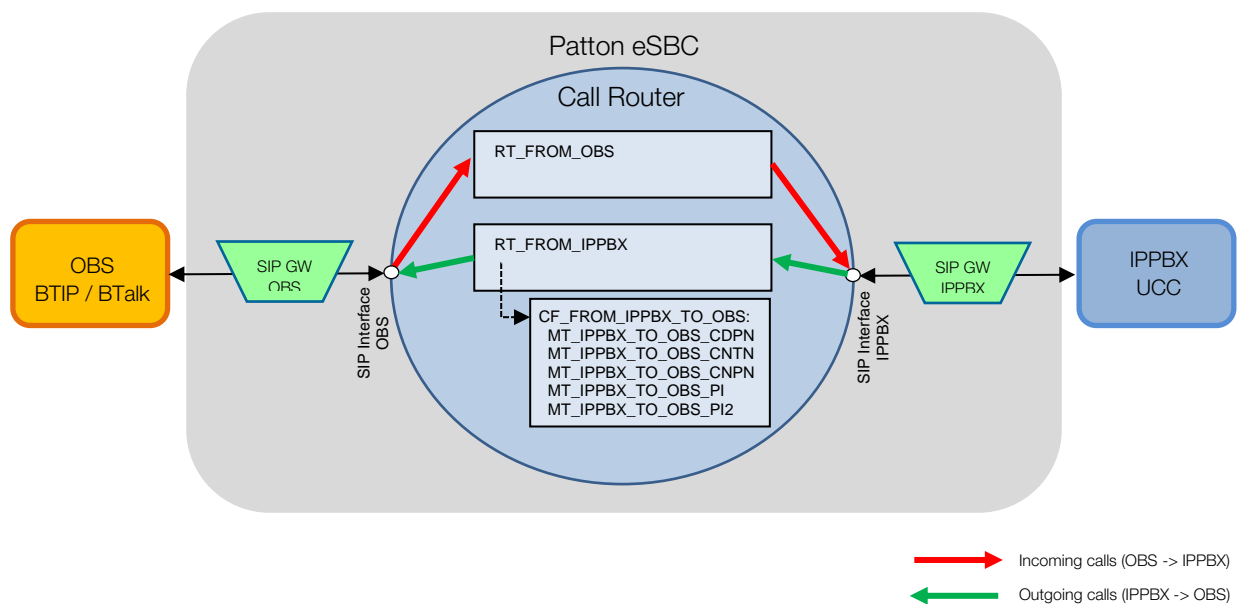 Patton eSBC
Call Router
RT_FROM_OBS
RT_FROM_IPPBX
OBS
BTIP / BTalk
SIP GW
OBS
SIP Interface
OBS
CF_FROM_IPPBX_TO_OBS:
MT_IPPBX_TO_OBS_CDPN
MT_IPPBX_TO_OBS_CNTN
MT_IPPBX_TO_OBS_CNPN
MT_IPPBX_TO_OBS_PI
MT_IPPBX_TO_OBS_PI2
SIP Interface
IPPBX
SIP GW
IPPBX
IPPBX
UCC
Incoming calls (OBS -> IPPBX)
Outgoing calls (IPPBX -> OBS)